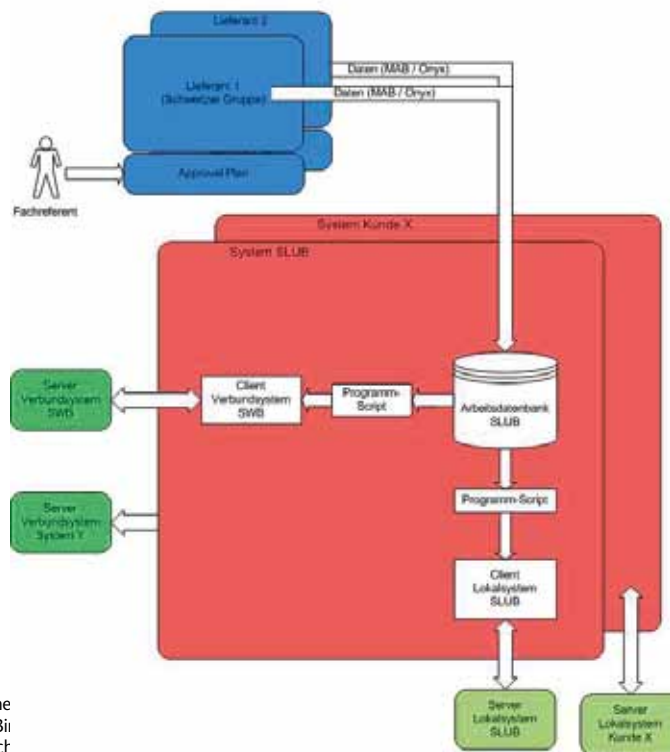 Lieferant 2
Lieferant 1
(Schweitzer Gruppe)
Daten (MAB / Onyx)
Daten (MAB / Onyx)
Approval Plan
Fachreferent
System Kunde X
System SLUB
Server
Verbundsystem
SWB
Client
Verbundsystem
SWB
Programm-
Script
Arbeitsdatenbank
SLUB
Server
Verbundsystem
System Y
Programm-Script
Client
Lokalsystem
SLUB
Server
Lokalsystem
SLUB
Server
Lokalsystem
Kunde X